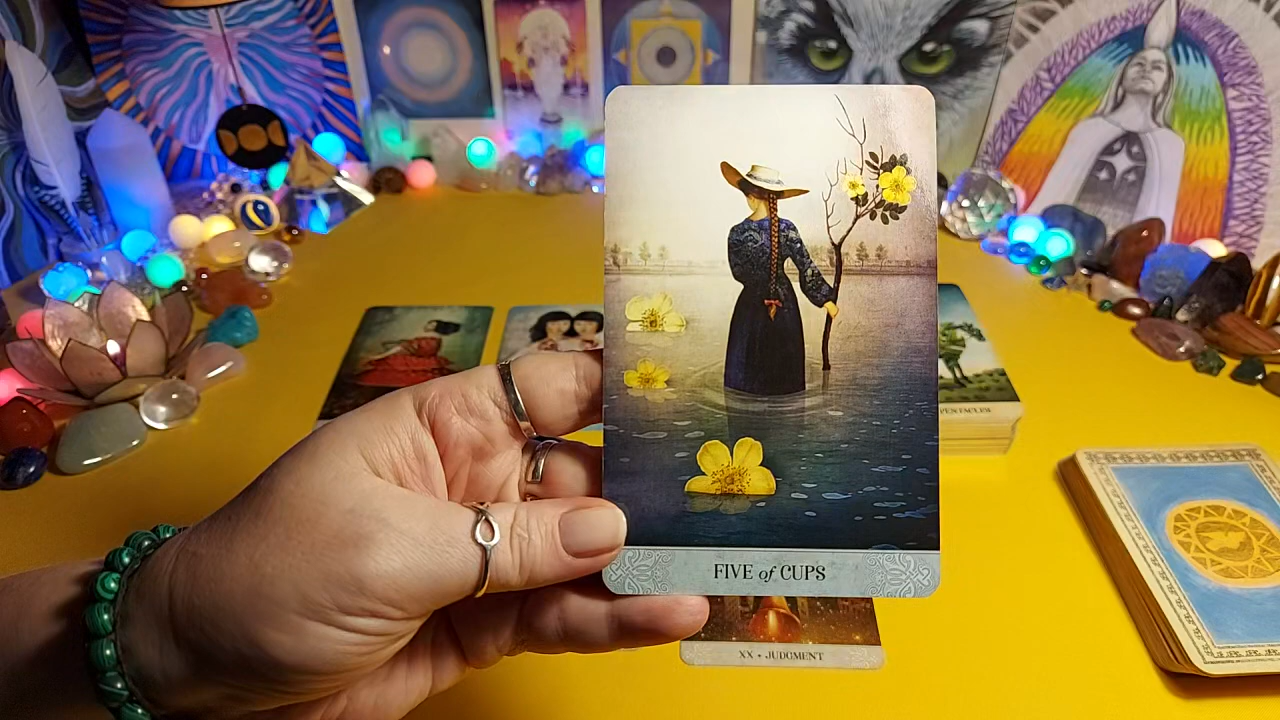 FIVE of CUPS
XX • JUDGMENT